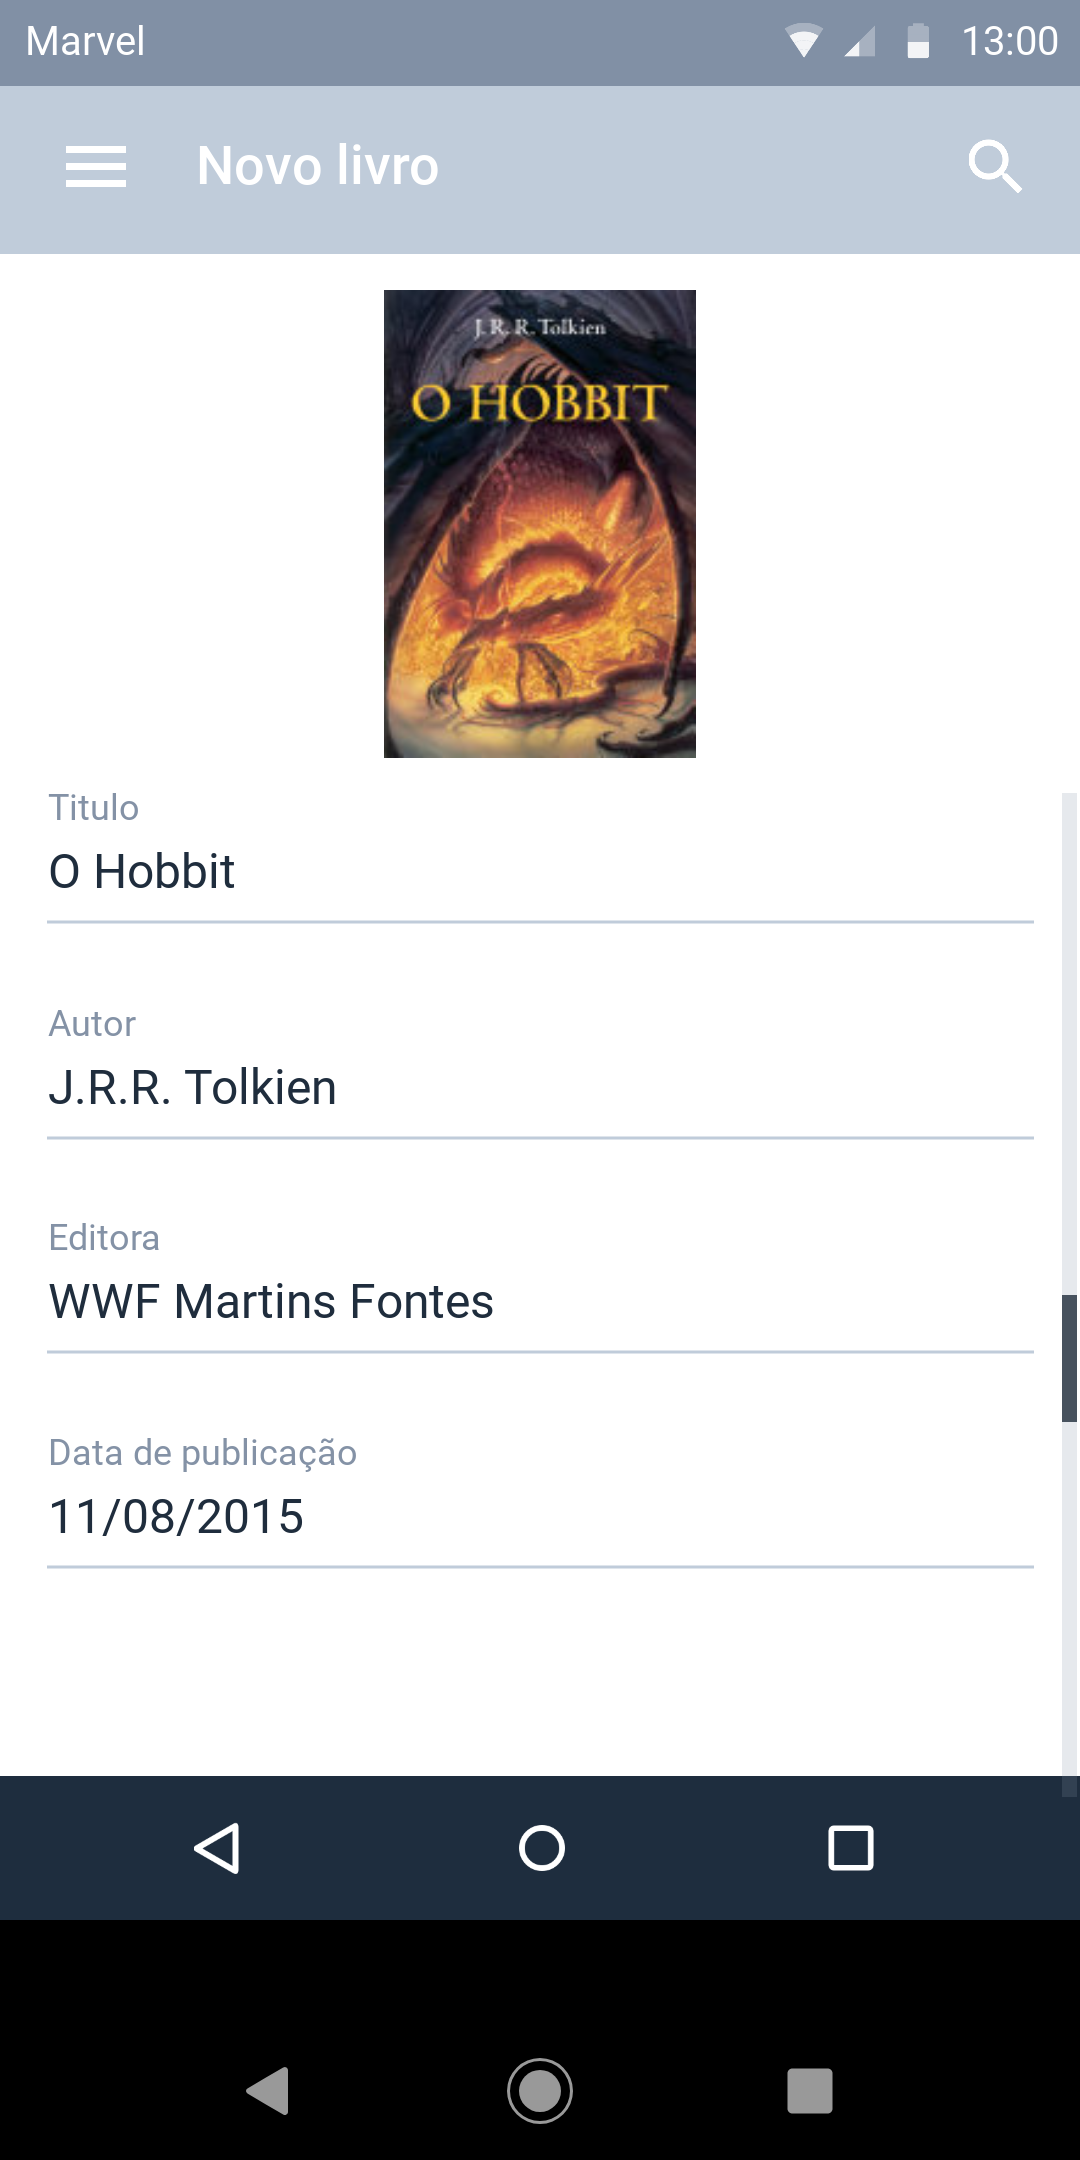 Marvel 13:00
Novo livro
J. R. R. Tolkien
O HOBBIT
Titulo
O Hobbit
Autor
J.R.R. Tolkien
Editora
WWF Martins Fontes
Data de publicação
11/08/2015